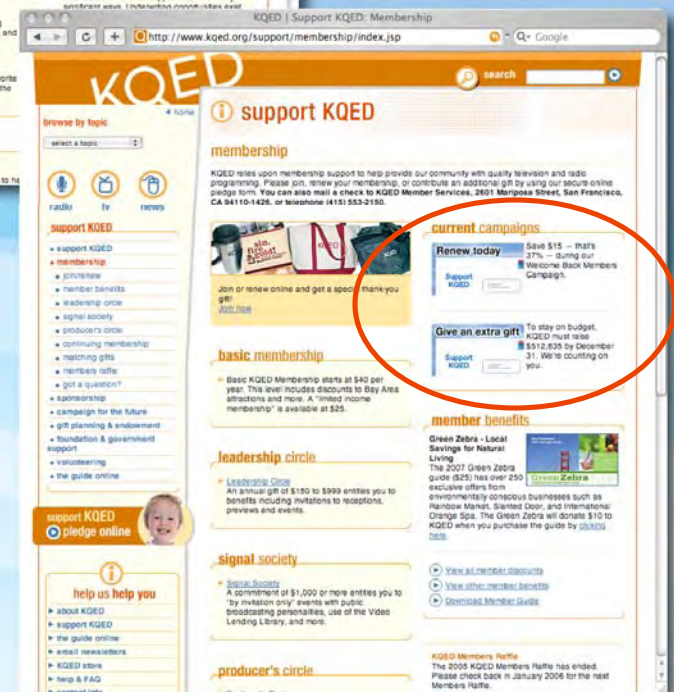 significant ways. Underwriting opportunities exist
and
orite
the
to he
KQED | Support KQED: Membership
http://www.kqed.org/support/membership/index.jsp
Google
KQED
search
home
browse by topic
select a topic
radio
tv
news
support KQED
support KQED
membership
join/renew
member benefits
leadership circle
signal society
producer's circle
continuing membership
matching gifts
members raffle
got a question?
sponsorship
campaign for the future
gift planning & endowment
foundation & government
support
volunteering
the guide online
support KQED
pledge online
help us help you
about KQED
support KQED
the guide online
email newsletters
KQED store
help & FAQ
contact info
support KQED
membership
KQED relies upon membership support to help provide our community with quality television and radio
programming. Please join, renew your membership, or contribute an additional gift by using our secure online
pledge form. You can also mail a check to KQED Member Services, 2601 Mariposa Street, San Francisco,
CA 94110-1426, or telephone (415) 553-2150.
sin,
fire
gold!
KQED
Join or renew online and get a special thank-you
gift!
Join now
basic membership
Basic KQED Membership starts at $40 per
year. This level includes discounts to Bay Area
attractions and more. A "limited income
membership" is available at $25.
leadership circle
Leadership Circle
An annual gift of $150 to $999 entitles you to
benefits including invitations to receptions,
previews and events.
signal society
Signal Society
A commitment of $1,000 or more entitles you to
"by invitation only" events with public
broadcasting personalities, use of the Video
Lending Library, and more.
producer's circle
current campaigns
Renew today
Support
KQED
Save $15 — that's
37% — during our
Welcome Back Members
Campaign.
Give an extra gift
Support
KQED
To stay on budget,
KQED must raise
$512,635 by December
31. We're counting on
you.
member benefits
Green Zebra - Local
Savings for Natural
Living
The 2007 Green Zebra
guide ($25) has over 250
exclusive offers from
environmentally conscious businesses such as
Rainbow Market, Slanted Door, and International
Orange Spa. The Green Zebra will donate $10 to
KQED when you purchase the guide by clicking
here.
Green Zebra
View all member discounts
View other member benefits
Download Member Guide
KQED Members Raffle
The 2005 KQED Members Raffle has ended.
Please check back in January 2006 for the next
Members Raffle.